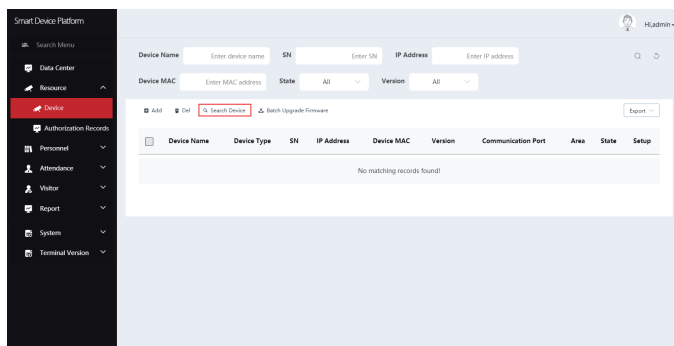 Smart Device Platform
Hi,admin
Search Menu
Device Name Enter device name SN Enter SN IP Address Enter IP address
Data Center
Resource
Device MAC Enter MAC address State All Version All
Device
Add Del Search Device Batch Upgrade Firmware Export
Authorization Records
Personnel
Device Name Device Type SN IP Address Device MAC Version Communication Port Area State Setup
Attendance
No matching records found!
Visitor
Report
System
Terminal Version